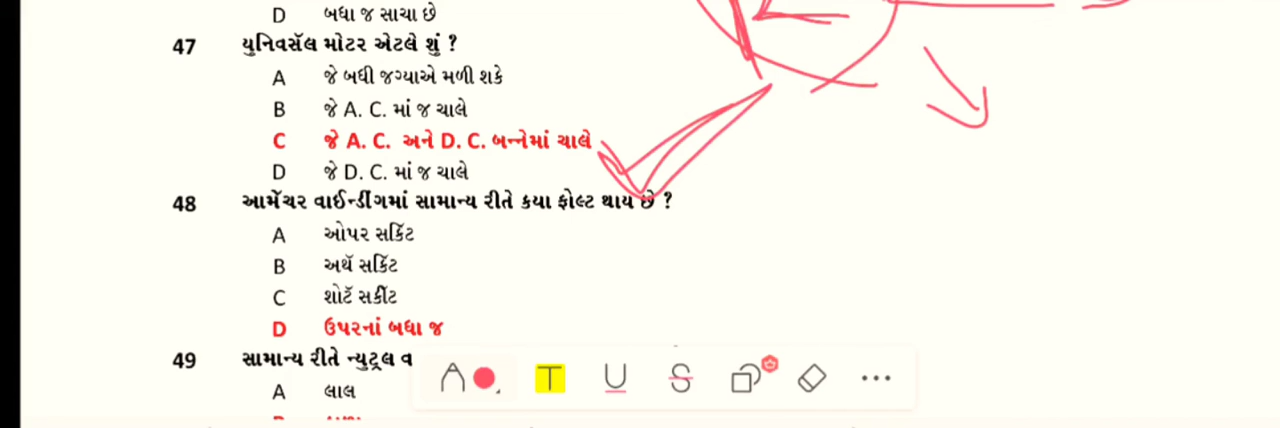 D બધા જ સાચા છે
47 યુનિવર્સલ મોટર એટલે શું ?
A જે બધી જગ્યાએ મળી શકે
B જે A. C. માં જ ચાલે
C જે A. C. અને D. C. બન્નેમાં ચાલે
D જે D. C. માં જ ચાલે
48 આર્મેચર વાઈન્ડીંગમાં સામાન્ય રીતે કયા ફોલ્ટ થાય છે ?
A ઓપર સર્કિટ
B અર્થ સર્કિટ
C શોર્ટ સર્કીટ
D ઉપરનાં બધા જ
49 સામાન્ય રીતે ન્યુટ્રલ વ
A લાલ